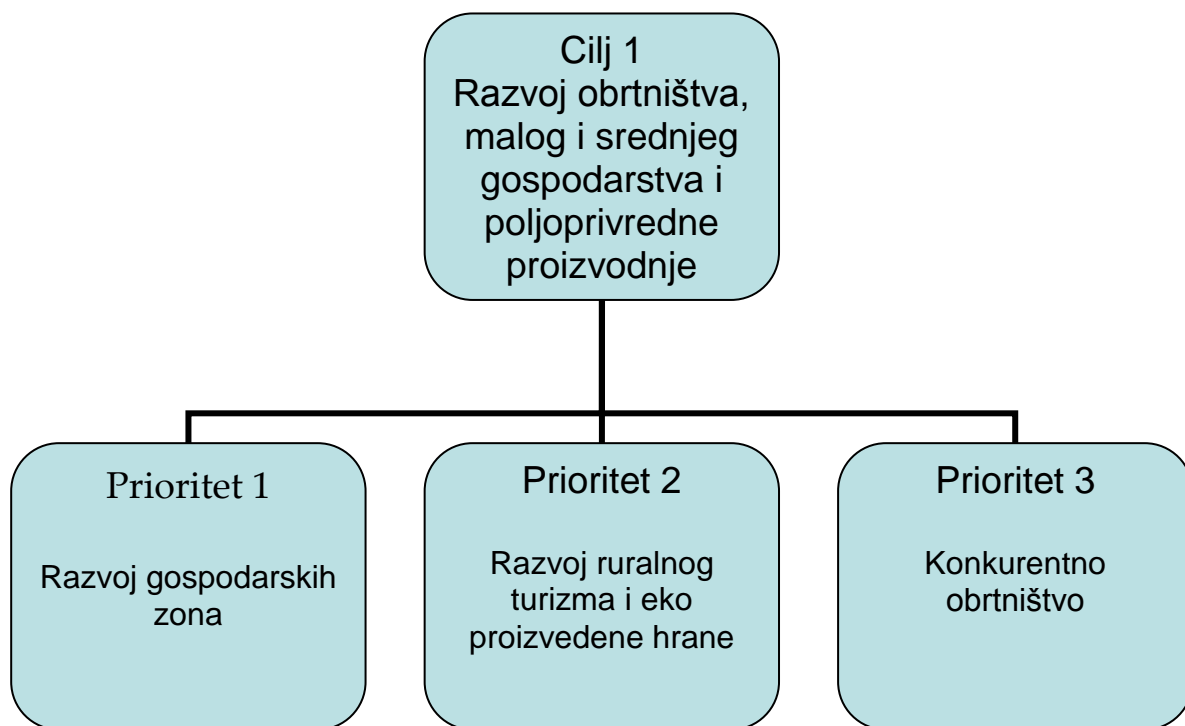 Cilj 1
Razvoj obrtništva,
malog i srednjeg
gospodarstva i
poljoprivredne
proizvodnje
Prioritet 1
Razvoj gospodarskih
zona
Prioritet 2
Razvoj ruralnog
turizma i eko
proizvedene hrane
Prioritet 3
Konkurentno
obrtništvo